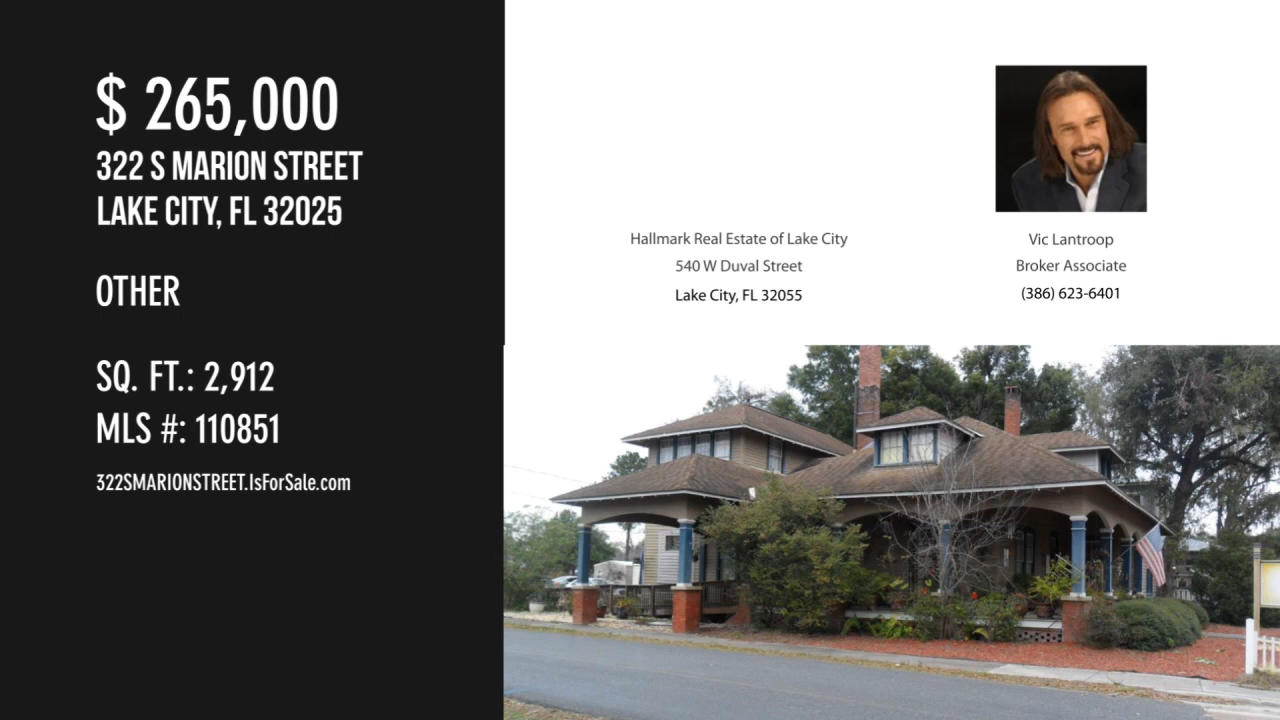 $ 265,000
322 S MARION STREET
LAKE CITY, FL 32025
OTHER
SQ. FT.: 2,912
MLS #: 110851
322SMARIONSTREET.IsForSale.com
Hallmark Real Estate of Lake City
540 W Duval Street
Lake City, FL 32055
Vic Lantroop
Broker Associate
(386) 623-6401